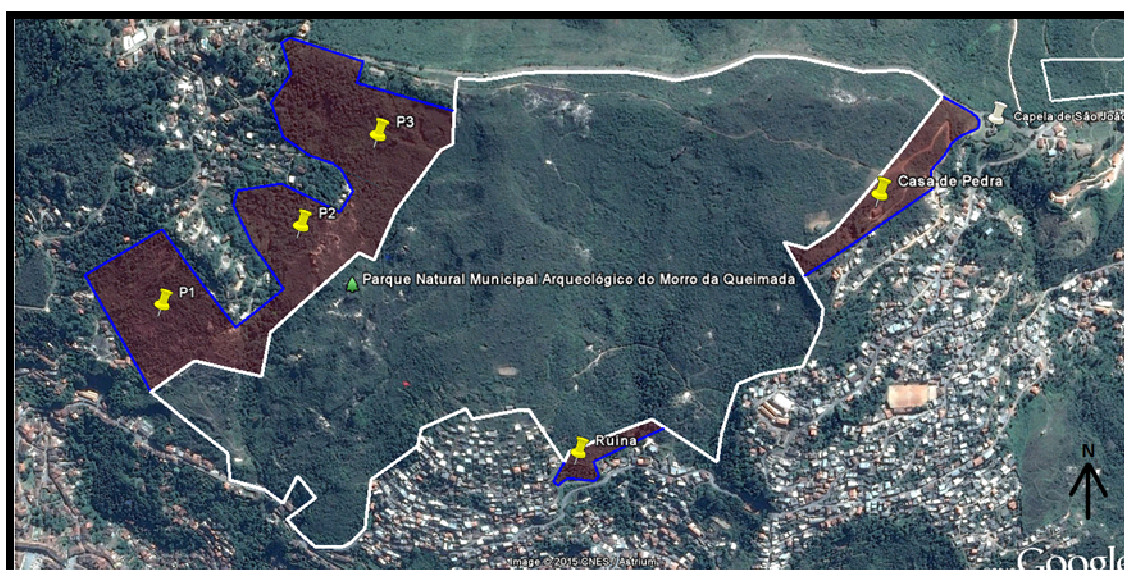 P3
Capela de São João
Casa de Pedra
P2
Parque Natural Municipal Arqueológico do Morro da Queimada
P1
Ruína
N
Image © 2015 CNES / Astrium
Google